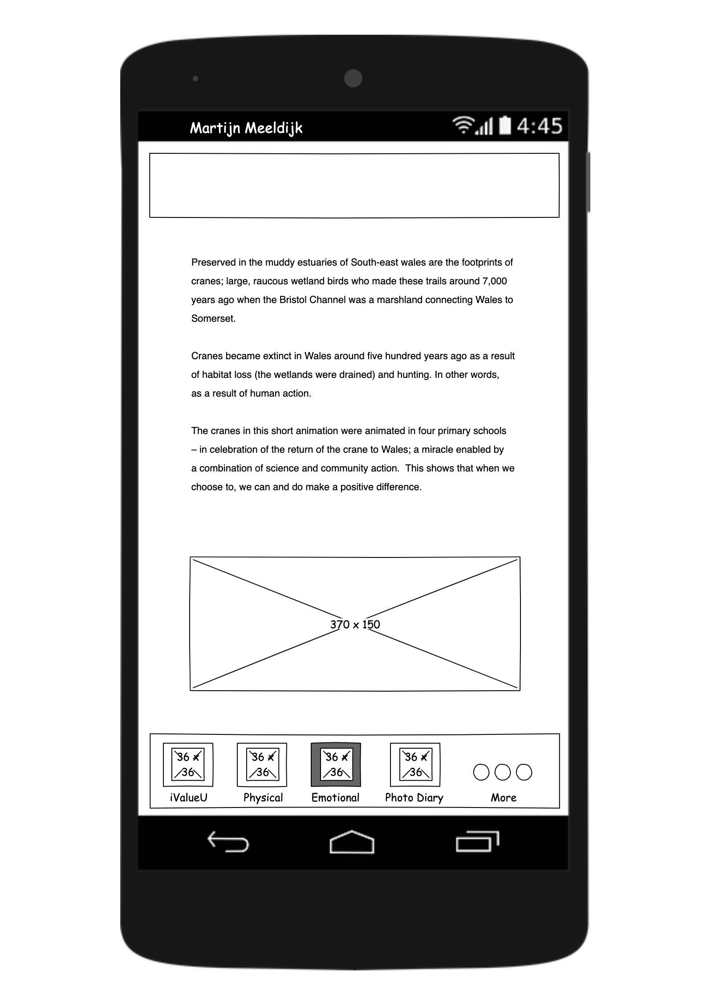 Martijn Meeldijk 4:45
Preserved in the muddy estuaries of South-east wales are the footprints of
cranes; large, raucous wetland birds who made these trails around 7,000
years ago when the Bristol Channel was a marshland connecting Wales to
Somerset.
Cranes became extinct in Wales around five hundred years ago as a result
of habitat loss (the wetlands were drained) and hunting. In other words,
as a result of human action.
The cranes in this short animation were animated in four primary schools
– in celebration of the return of the crane to Wales; a miracle enabled by
a combination of science and community action.  This shows that when we
choose to, we can and do make a positive difference.
370 x 150
36 x 36 x 36 x 36 x
36 36 36 36
iValueU Physical Emotional Photo Diary More